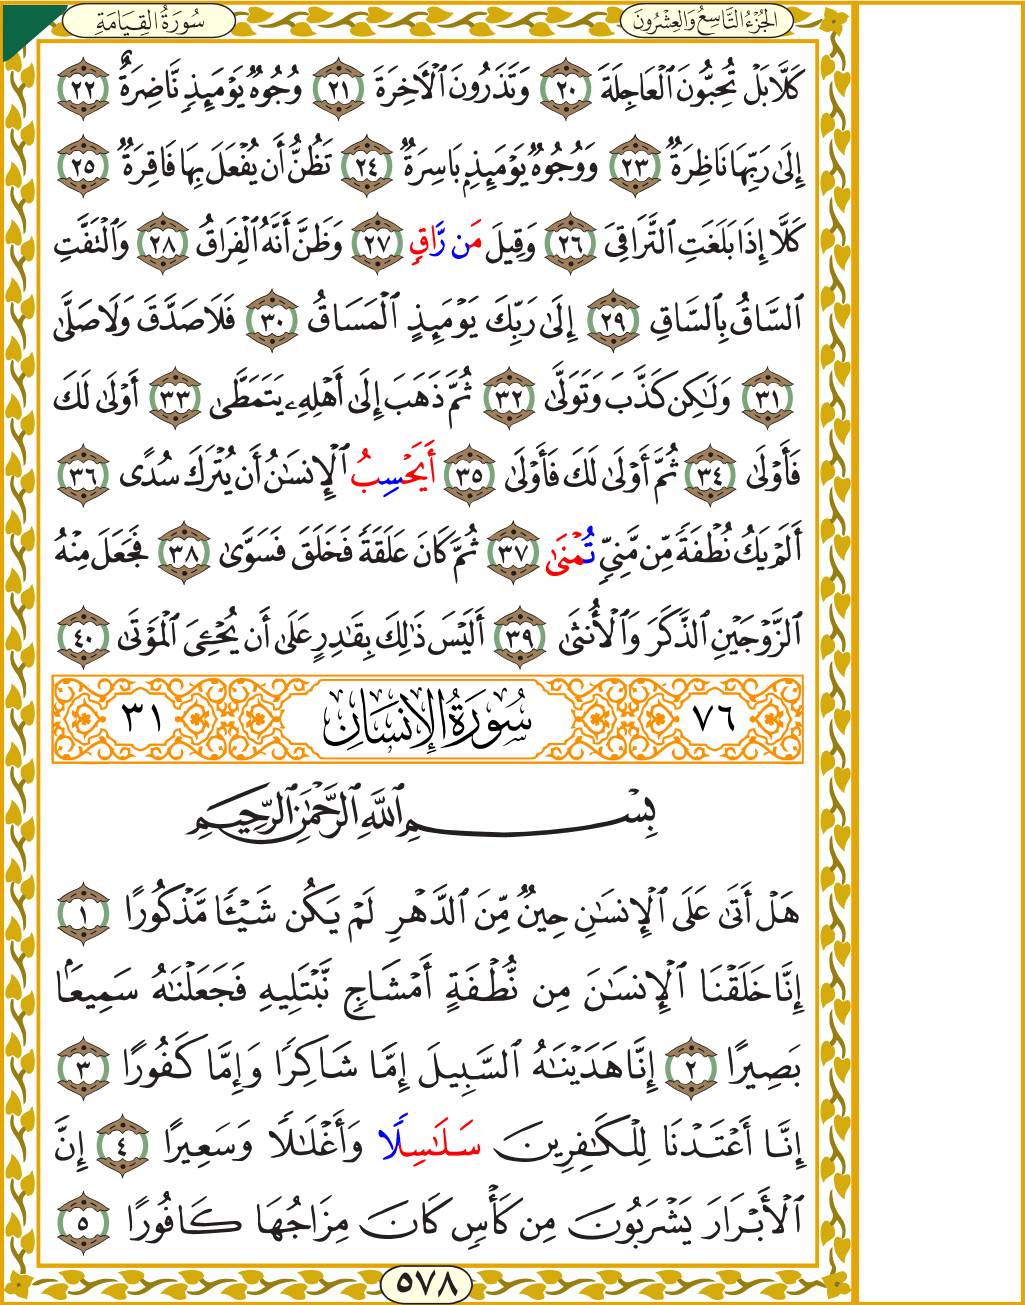 الجُزْءُ التَّاسِعُ وَالعِشْرُونَ
سُورَةُ القِيَامَةِ
كَلَّا بَلْ تُحِبُّونَ ٱلْعَاجِلَةَ ٢٠ وَتَذَرُونَ ٱلْأَخِرَةَ ٢١ وُجُوهٌ يَوْمَئِذٍ نَّاضِرَةٌ ٢٢
إِلَىٰ رَبِّهَا نَاظِرَةٌ ٢٣ وَوُجُوهٌ يَوْمَئِذٍۭ بَاسِرَةٌ ٢٤ تَظُنُّ أَن يُفْعَلَ بِهَا فَاقِرَةٌ ٢٥
كَلَّا إِذَا بَلَغَتِ ٱلتَّرَاقِىَ ٢٦ وَقِيلَ مَن رَّاقٍ ٢٧ وَظَنَّ أَنَّهُ ٱلْفِرَاقُ ٢٨ وَٱلْتَفَّتِ
ٱلسَّاقُ بِٱلسَّاقِ ٢٩ إِلَىٰ رَبِّكَ يَوْمَئِذٍ ٱلْمَسَاقُ ٣٠ فَلَا صَدَّقَ وَلَا صَلَّىٰ
٣١ وَلَٰكِن كَذَّبَ وَتَوَلَّىٰ ٣٢ ثُمَّ ذَهَبَ إِلَىٰ أَهْلِهِۦ يَتَمَطَّىٰ ٣٣ أَوْلَىٰ لَكَ
فَأَوْلَىٰ ٣٤ ثُمَّ أَوْلَىٰ لَكَ فَأَوْلَىٰ ٣٥ أَيَحْسِبُ ٱلْإِنسَٰنُ أَن يُتْرَكَ سُدًى ٣٦
أَلَمْ يَكُ نُطْفَةً مِّن مَّنِىٍّ تُمْنَىٰ ٣٧ ثُمَّ كَانَ عَلَقَةً فَخَلَقَ فَسَوَّىٰ ٣٨ فَجَعَلَ مِنْهُ
ٱلزَّوْجَيْنِ ٱلذَّكَرَ وَٱلْأُنثَىٰ ٣٩ أَلَيْسَ ذَٰلِكَ بِقَٰدِرٍ عَلَىٰ أَن يُحْـِۧىَ ٱلْمَوْتَىٰ ٤٠
٧٦ سُورَةُ الإِنسَانِ ٣١
بِسْمِ ٱللَّهِ ٱلرَّحْمَٰنِ ٱلرَّحِيمِ
هَلْ أَتَىٰ عَلَى ٱلْإِنسَٰنِ حِينٌ مِّنَ ٱلدَّهْرِ لَمْ يَكُن شَيْـًٔا مَّذْكُورًا ١
إِنَّا خَلَقْنَا ٱلْإِنسَٰنَ مِن نُّطْفَةٍ أَمْشَاجٍ نَّبْتَلِيهِ فَجَعَلْنَٰهُ سَمِيعًۢا
بَصِيرًا ٢ إِنَّا هَدَيْنَٰهُ ٱلسَّبِيلَ إِمَّا شَاكِرًا وَإِمَّا كَفُورًا ٣
إِنَّا أَعْتَدْنَا لِلْكَٰفِرِينَ سَلَٰسِلًا وَأَغْلَٰلًا وَسَعِيرًا ٤ إِنَّ
ٱلْأَبْرَارَ يَشْرَبُونَ مِن كَأْسٍ كَانَ مِزَاجُهَا كَافُورًا ٥
٥٧٨